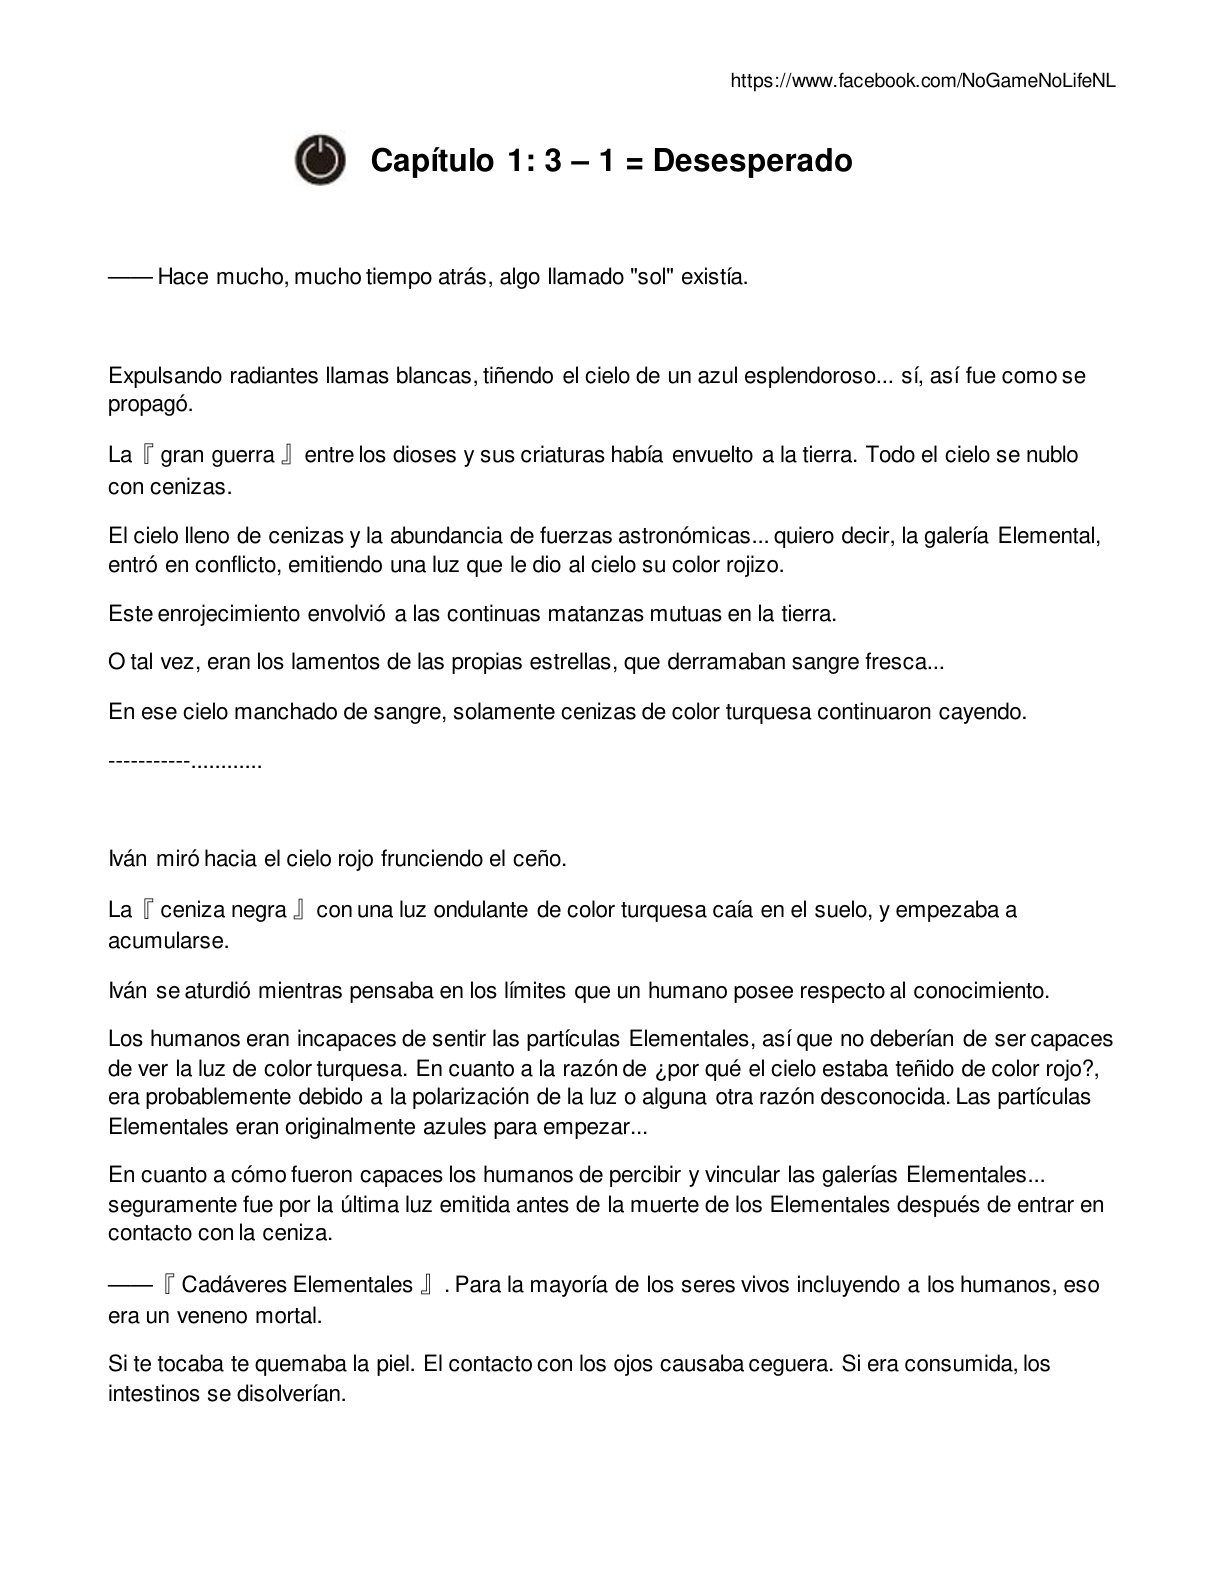 https://www.facebook.com/NoGameNoLifeNL
Capítulo 1: 3 – 1 = Desesperado
—— Hace mucho, mucho tiempo atrás, algo llamado "sol" existía.
Expulsando radiantes llamas blancas, tiñendo el cielo de un azul esplendoroso... sí, así fue como se
propagó.
La『 gran guerra 』entre los dioses y sus criaturas había envuelto a la tierra. Todo el cielo se nublo
con cenizas.
El cielo lleno de cenizas y la abundancia de fuerzas astronómicas... quiero decir, la galería Elemental,
entró en conflicto, emitiendo una luz que le dio al cielo su color rojizo.
Este enrojecimiento envolvió a las continuas matanzas mutuas en la tierra.
O tal vez, eran los lamentos de las propias estrellas, que derramaban sangre fresca...
En ese cielo manchado de sangre, solamente cenizas de color turquesa continuaron cayendo.
-----------............
Iván miró hacia el cielo rojo frunciendo el ceño.
La『 ceniza negra 』con una luz ondulante de color turquesa caía en el suelo, y empezaba a
acumularse.
Iván se aturdió mientras pensaba en los límites que un humano posee respecto al conocimiento.
Los humanos eran incapaces de sentir las partículas Elementales, así que no deberían de ser capaces
de ver la luz de color turquesa. En cuanto a la razón de ¿por qué el cielo estaba teñido de color rojo?,
era probablemente debido a la polarización de la luz o alguna otra razón desconocida. Las partículas
Elementales eran originalmente azules para empezar...
En cuanto a cómo fueron capaces los humanos de percibir y vincular las galerías Elementales...
seguramente fue por la última luz emitida antes de la muerte de los Elementales después de entrar en
contacto con la ceniza.
——『 Cadáveres Elementales 』. Para la mayoría de los seres vivos incluyendo a los humanos, eso
era un veneno mortal.
Si te tocaba te quemaba la piel. El contacto con los ojos causaba ceguera. Si era consumida, los
intestinos se disolverían.